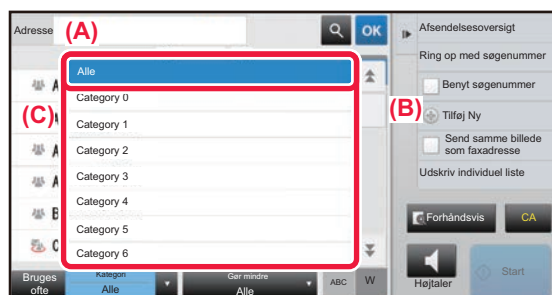 Adresse
(A)
OK
Alle
A
(C)
Category 0
Category 1
A
Category 2
A
Category 3
Category 4
B
Category 5
C
Category 6
Bruges
ofte
Kategori
Alle
Gør mindre
Alle
ABC
W
Afsendelsesoversigt
Ring op med søgenummer
Benyt søgenummer
(B)
Tilføj Ny
Send samme billede
som faxadresse
Udskriv individuel liste
Forhåndsvis
CA
Højtaler
Start